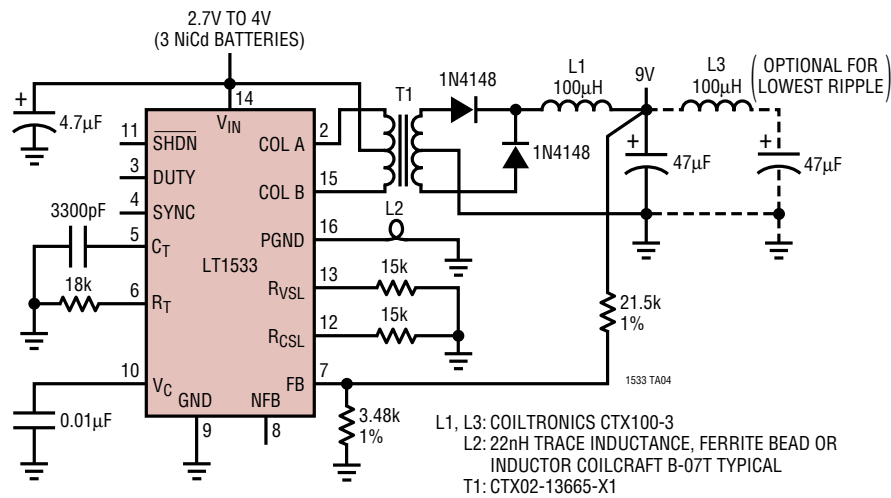 2.7V TO 4V
(3 NiCd BATTERIES)
+
4.7µF
14
V_IN
11
SHDN
3
DUTY
4
SYNC
3300pF
5
C_T
18k
6
R_T
10
V_C
0.01µF
GND
9
NFB
8
LT1533
COL A
2
COL B
15
PGND
16
R_VSL
13
R_CSL
12
FB
7
T1
1N4148
1N4148
L1
100µH
9V
L3
100µH
(OPTIONAL FOR
LOWEST RIPPLE)
+
47µF
+
47µF
L2
15k
15k
21.5k
1%
3.48k
1%
1533 TA04
L1, L3: COILTRONICS CTX100-3
L2: 22nH TRACE INDUCTANCE, FERRITE BEAD OR
INDUCTOR COILCRAFT B-07T TYPICAL
T1: CTX02-13665-X1